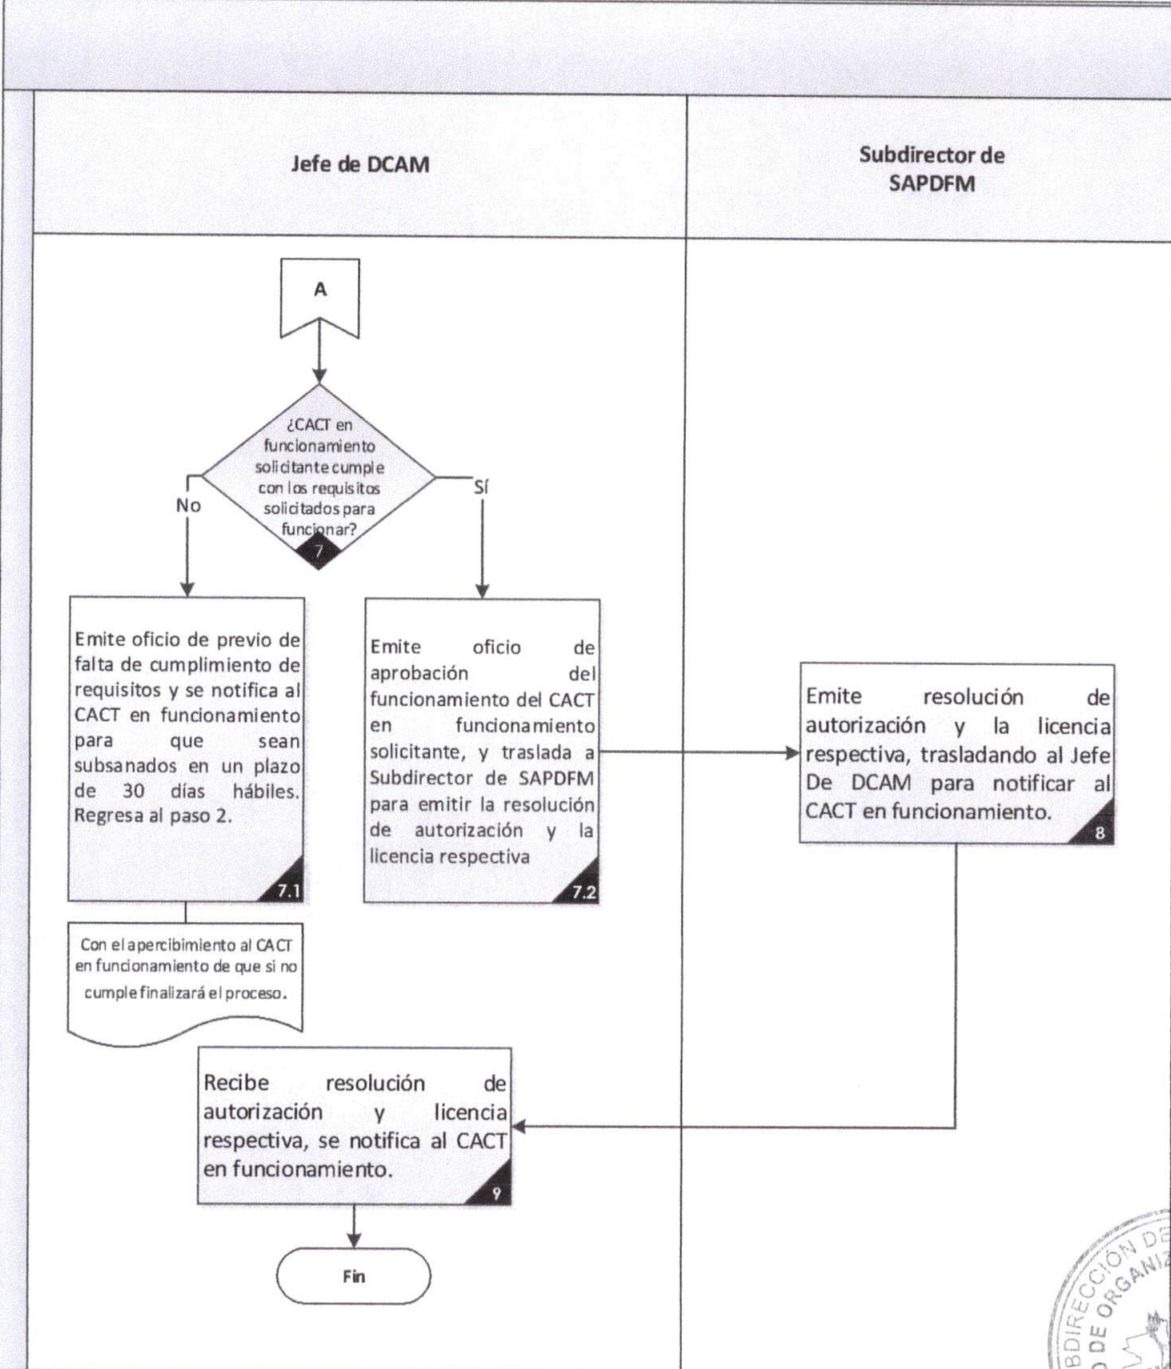 Jefe de DCAM
Subdirector de
SAPDFM
A
¿CACT en
funcionamiento
solicitante cumple
con los requisitos
solicitados para
funcionar?
7
No
Sí
Emite oficio de previo de
falta de cumplimiento de
requisitos y se notifica al
CACT en funcionamiento
para que sean
subsanados en un plazo
de 30 días hábiles.
Regresa al paso 2.
7.1
Emite oficio de
aprobación del
funcionamiento del CACT
en funcionamiento
solicitante, y traslada a
Subdirector de SAPDFM
para emitir la resolución
de autorización y la
licencia respectiva
7.2
Emite resolución de
autorización y la licencia
respectiva, trasladando al Jefe
De DCAM para notificar al
CACT en funcionamiento.
8
Con el apercibimiento al CACT
en funcionamiento de que si no
cumple finalizará el proceso.
Recibe resolución de
autorización y licencia
respectiva, se notifica al CACT
en funcionamiento.
9
Fin
BDIRECCIÓN DE
O DE ORGANIZ